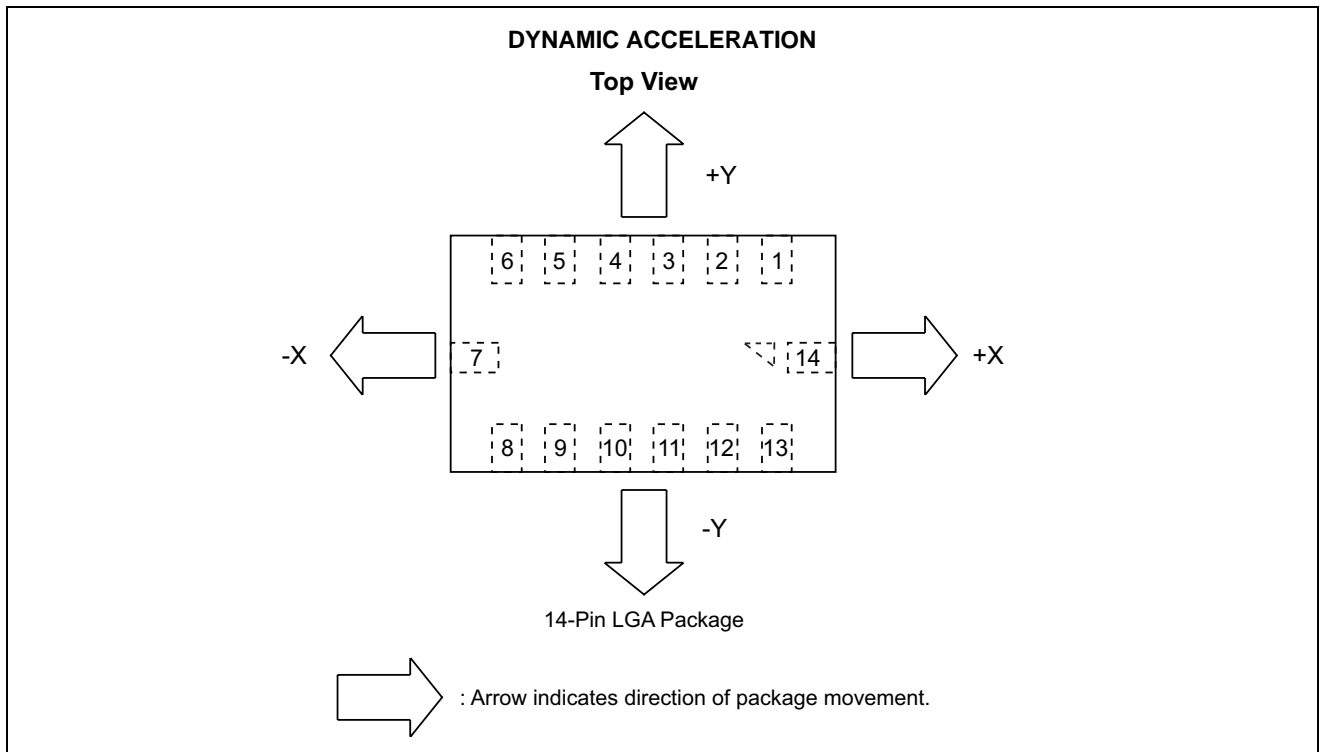 DYNAMIC ACCELERATION
Top View
+Y
6 5 4 3 2 1
-X 7 14 +X
8 9 10 11 12 13
-Y
14-Pin LGA Package
: Arrow indicates direction of package movement.